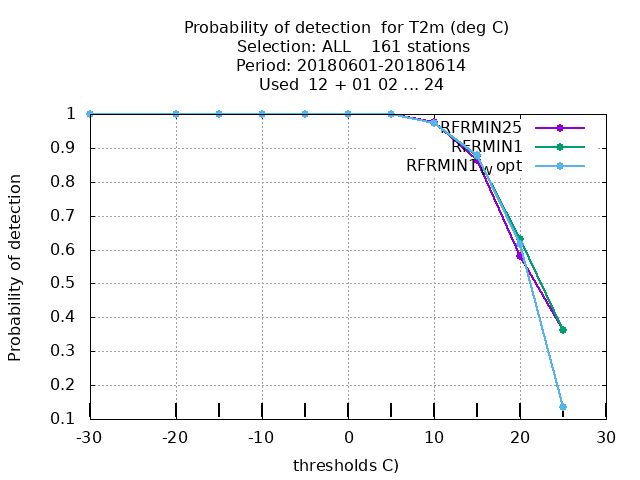 Probability of detection  for T2m (deg C)
Selection: ALL    161 stations
Period: 20180601-20180614
Used  12 + 01 02 ... 24
1
0.9
0.8
0.7
0.6
0.5
0.4
0.3
0.2
0.1
Probability of detection
RFRMIN25
RFRMIN1
RFRMIN1wopt
-30
-20
-10
0
10
20
30
thresholds C)